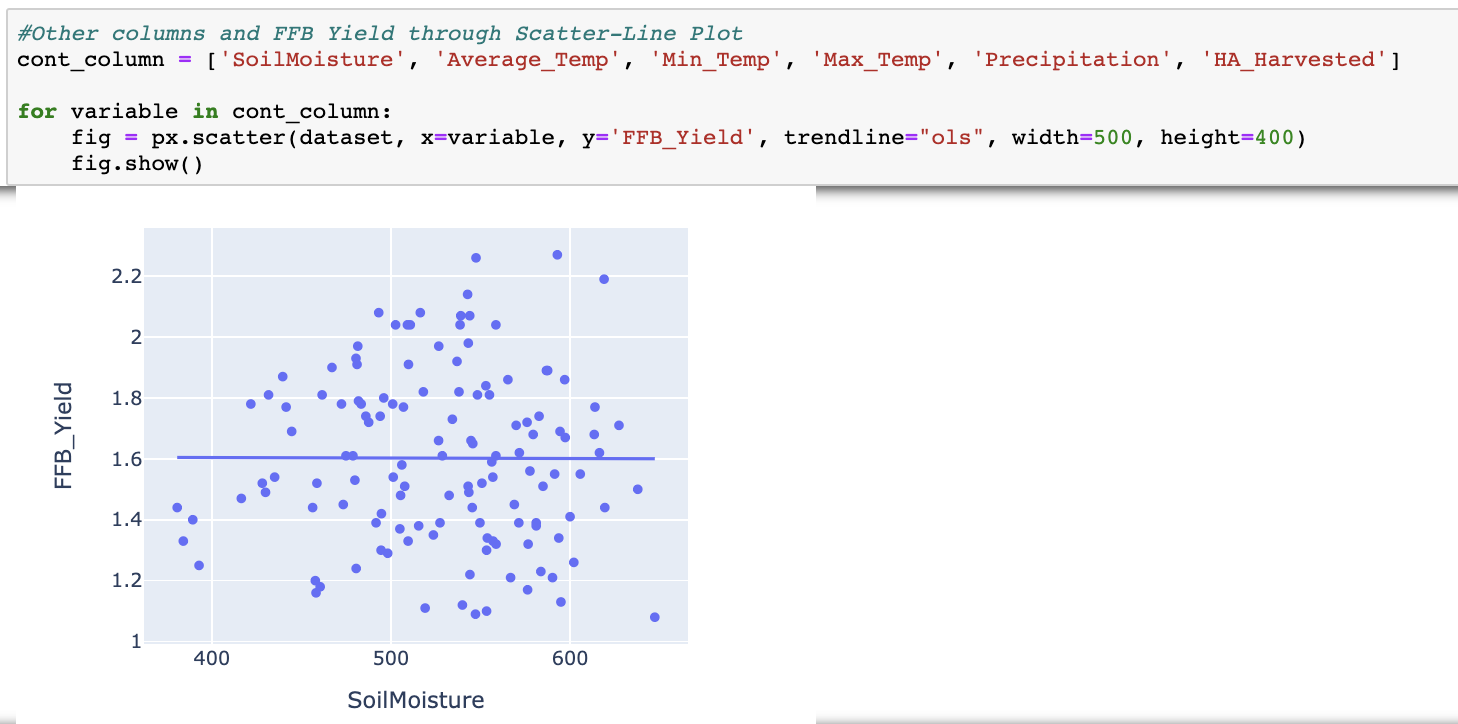 #Other columns and FFB Yield through Scatter-Line Plot
cont_column = ['SoilMoisture', 'Average_Temp', 'Min_Temp', 'Max_Temp', 'Precipitation', 'HA_Harvested']
for variable in cont_column:
    fig = px.scatter(dataset, x=variable, y='FFB_Yield', trendline="ols", width=500, height=400)
    fig.show()
2.2
2
1.8
1.6
1.4
1.2
1
FFB_Yield
400 500 600
SoilMoisture